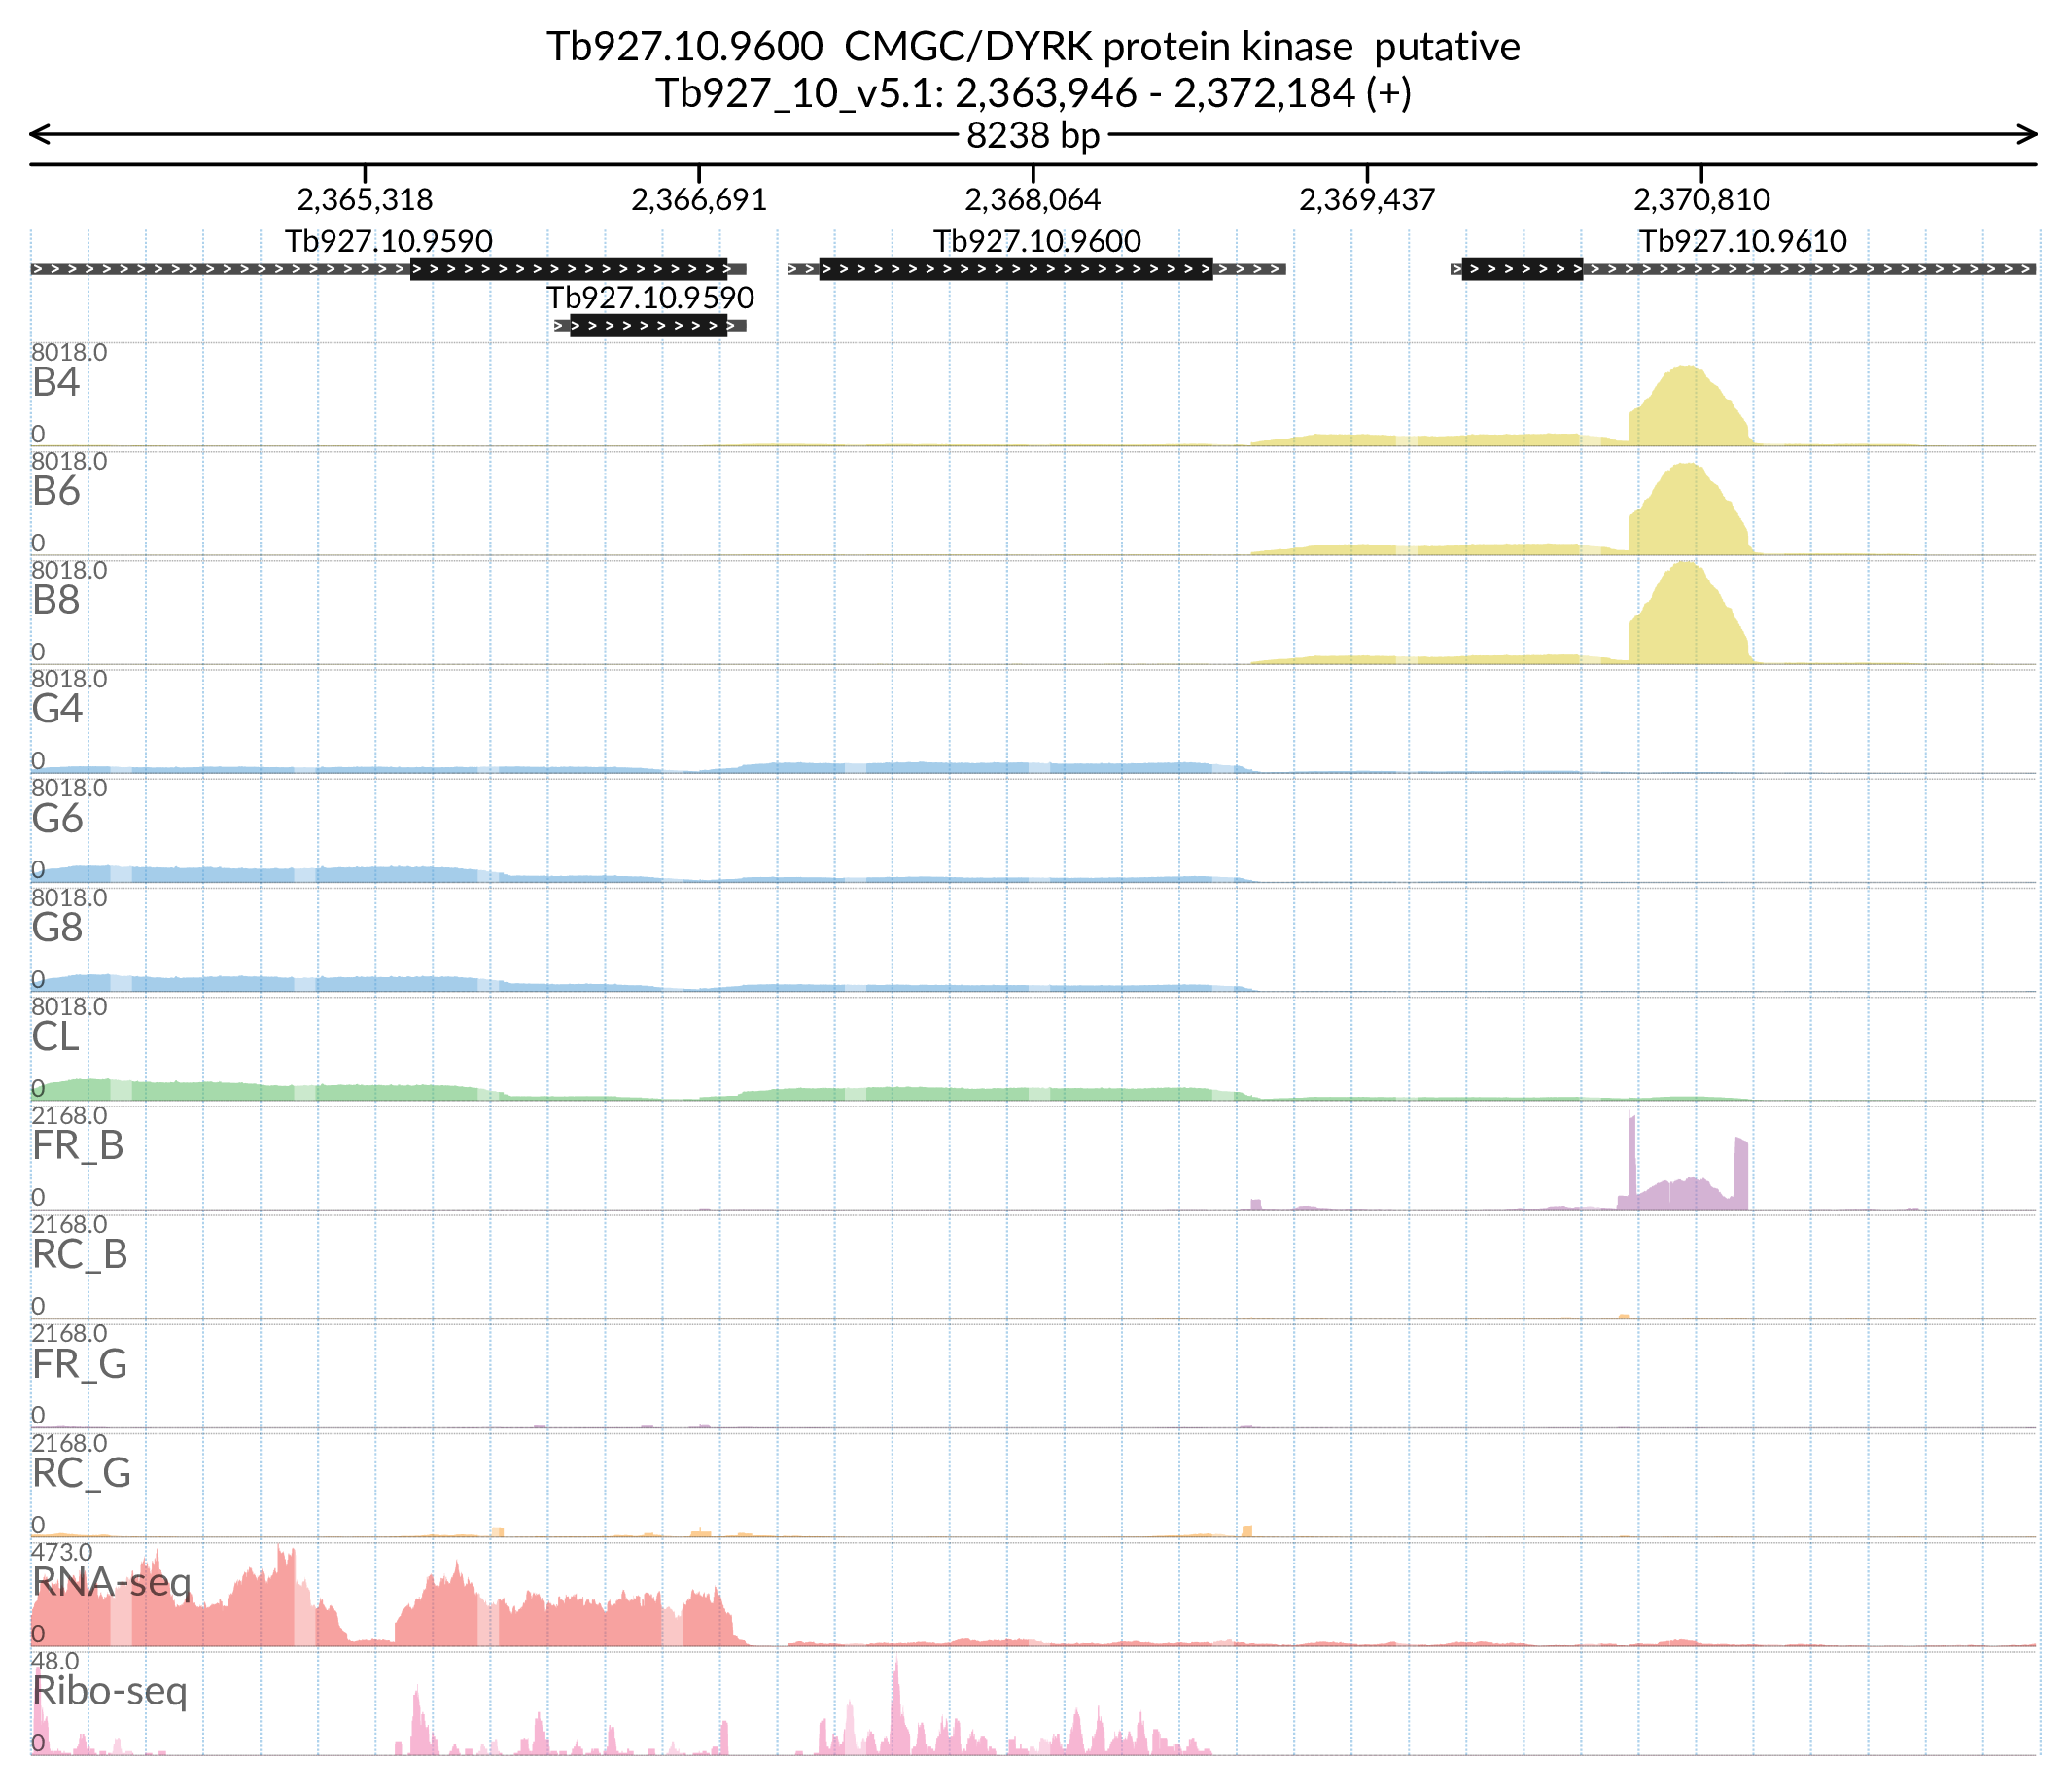 Tb927.10.9600  CMGC/DYRK protein kinase  putative
Tb927_10_v5.1: 2,363,946 - 2,372,184 (+)
8238 bp
2,365,318 2,366,691 2,368,064 2,369,437 2,370,810
Tb927.10.9590 Tb927.10.9600 Tb927.10.9610
Tb927.10.9590
8018.0
B4
0
8018.0
B6
0
8018.0
B8
0
8018.0
G4
0
8018.0
G6
0
8018.0
G8
0
8018.0
CL
0
2168.0
FR_B
0
2168.0
RC_B
0
2168.0
FR_G
0
2168.0
RC_G
0
473.0
RNA-seq
0
48.0
Ribo-seq
0